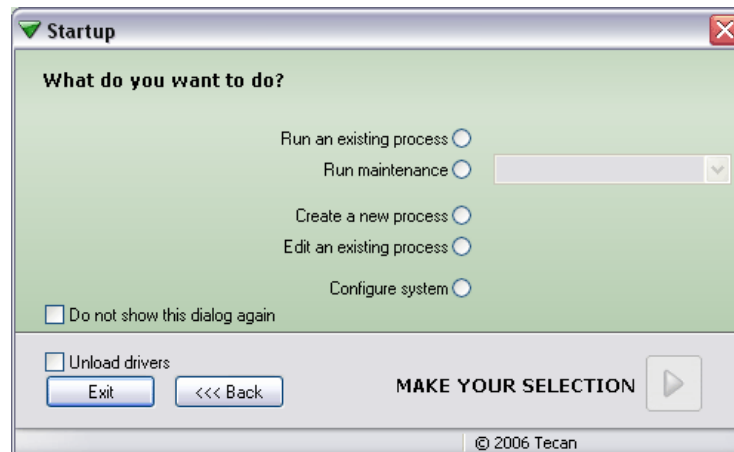 Startup
What do you want to do?
Run an existing process
Run maintenance
Create a new process
Edit an existing process
Configure system
Do not show this dialog again
Unload drivers
Exit
<<< Back
MAKE YOUR SELECTION
© 2006 Tecan